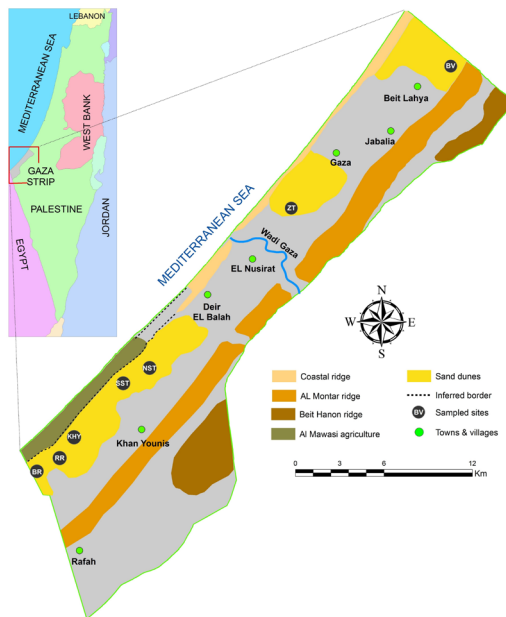 LEBANON
MEDITERRANEAN SEA
WEST BANK
GAZA
STRIP
PALESTINE
JORDAN
EGYPT
BV
Beit Lahya
Jabalia
Gaza
ZT
MEDITERRANEAN SEA
Wadi Gaza
EL Nusirat
Deir
EL Balah
NST
SST
KHY
Khan Younis
RR
BR
Rafah
N
W
E
S
Coastal ridge
AL Montar ridge
Beit Hanon ridge
Al Mawasi agriculture
Sand dunes
Inferred border
BV Sampled sites
Towns & villages
0 3 6 12
Km